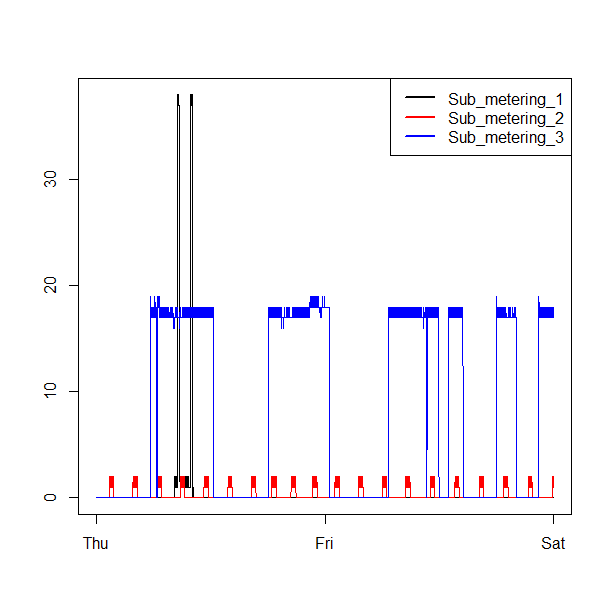 Sub_metering_1
Sub_metering_2
Sub_metering_3
30
20
10
0
Thu Fri Sat